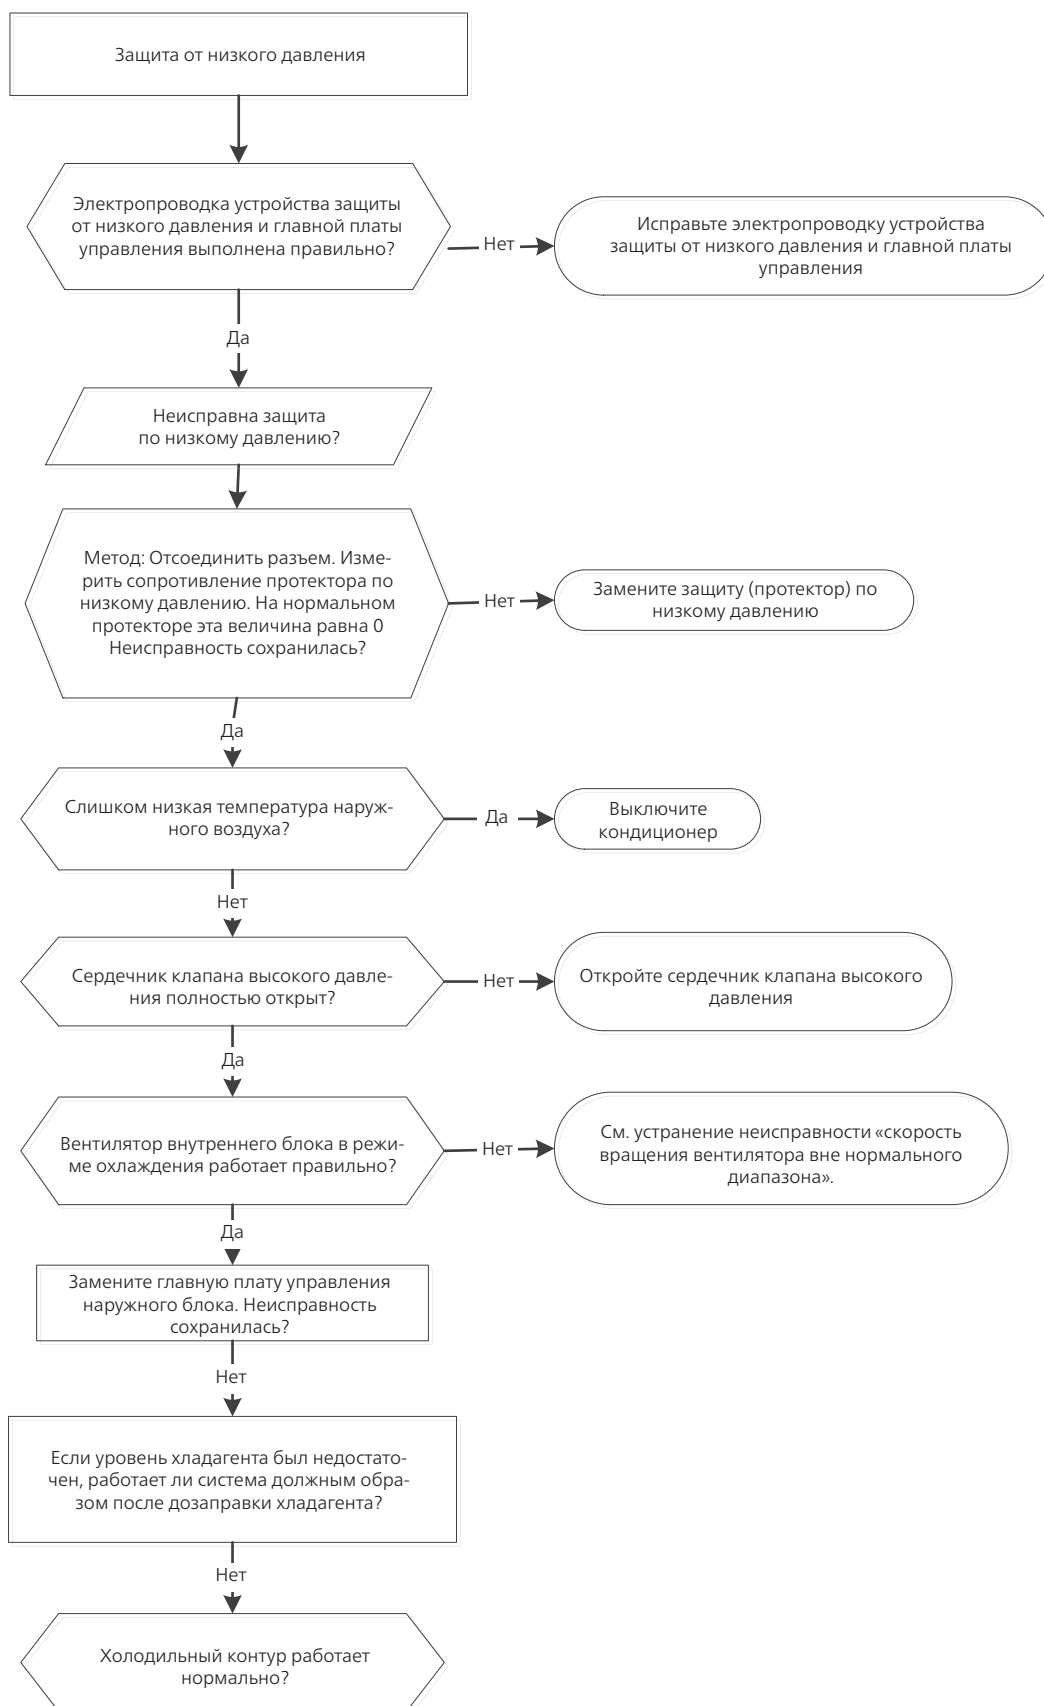 Защита от низкого давления
Электропроводка устройства защиты
от низкого давления и главной платы
управления выполнена правильно?
Нет
Исправьте электропроводку устройства
защиты от низкого давления и главной платы
управления
Да
Неисправна защита
по низкому давлению?
Метод: Отсоединить разъем. Изме-
рить сопротивление протектора по
низкому давлению. На нормальном
протекторе эта величина равна 0
Неисправность сохранилась?
Нет
Замените защиту (протектор) по
низкому давлению
Да
Слишком низкая температура наруж-
ного воздуха?
Да
Выключите
кондиционер
Нет
Сердечник клапана высокого давле-
ния полностью открыт?
Нет
Откройте сердечник клапана высокого
давления
Да
Вентилятор внутреннего блока в режи-
ме охлаждения работает правильно?
Нет
См. устранение неисправности «скорость
вращения вентилятора вне нормального
диапазона».
Да
Замените главную плату управления
наружного блока. Неисправность
сохранилась?
Нет
Если уровень хладагента был недостато-
чен, работает ли система должным обра-
зом после дозаправки хладагента?
Нет
Холодильный контур работает
нормально?